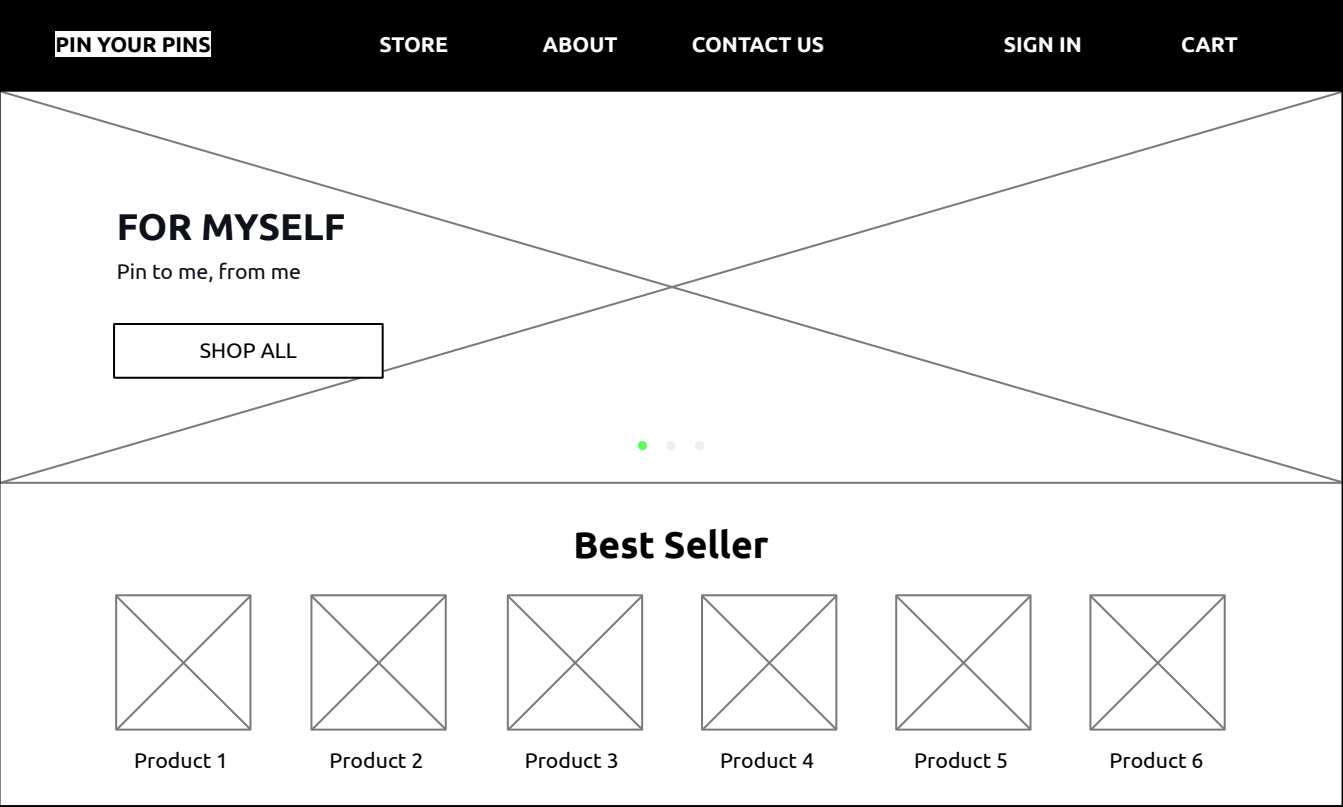 PIN YOUR PINS STORE ABOUT CONTACT US SIGN IN CART
FOR MYSELF
Pin to me, from me
SHOP ALL
Best Seller
Product 1 Product 2 Product 3 Product 4 Product 5 Product 6